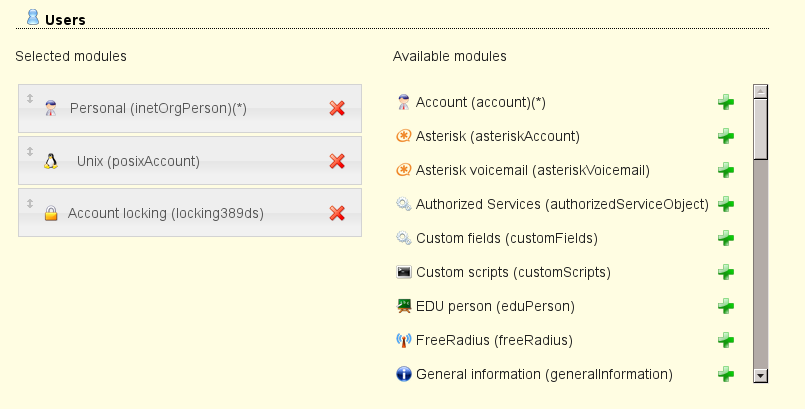 Users
Selected modules
Available modules
Personal (inetOrgPerson)(*)
Unix (posixAccount)
Account locking (locking389ds)
Account (account)(*)
Asterisk (asteriskAccount)
Asterisk voicemail (asteriskVoicemail)
Authorized Services (authorizedServiceObject)
Custom fields (customFields)
Custom scripts (customScripts)
EDU person (eduPerson)
FreeRadius (freeRadius)
General information (generalInformation)